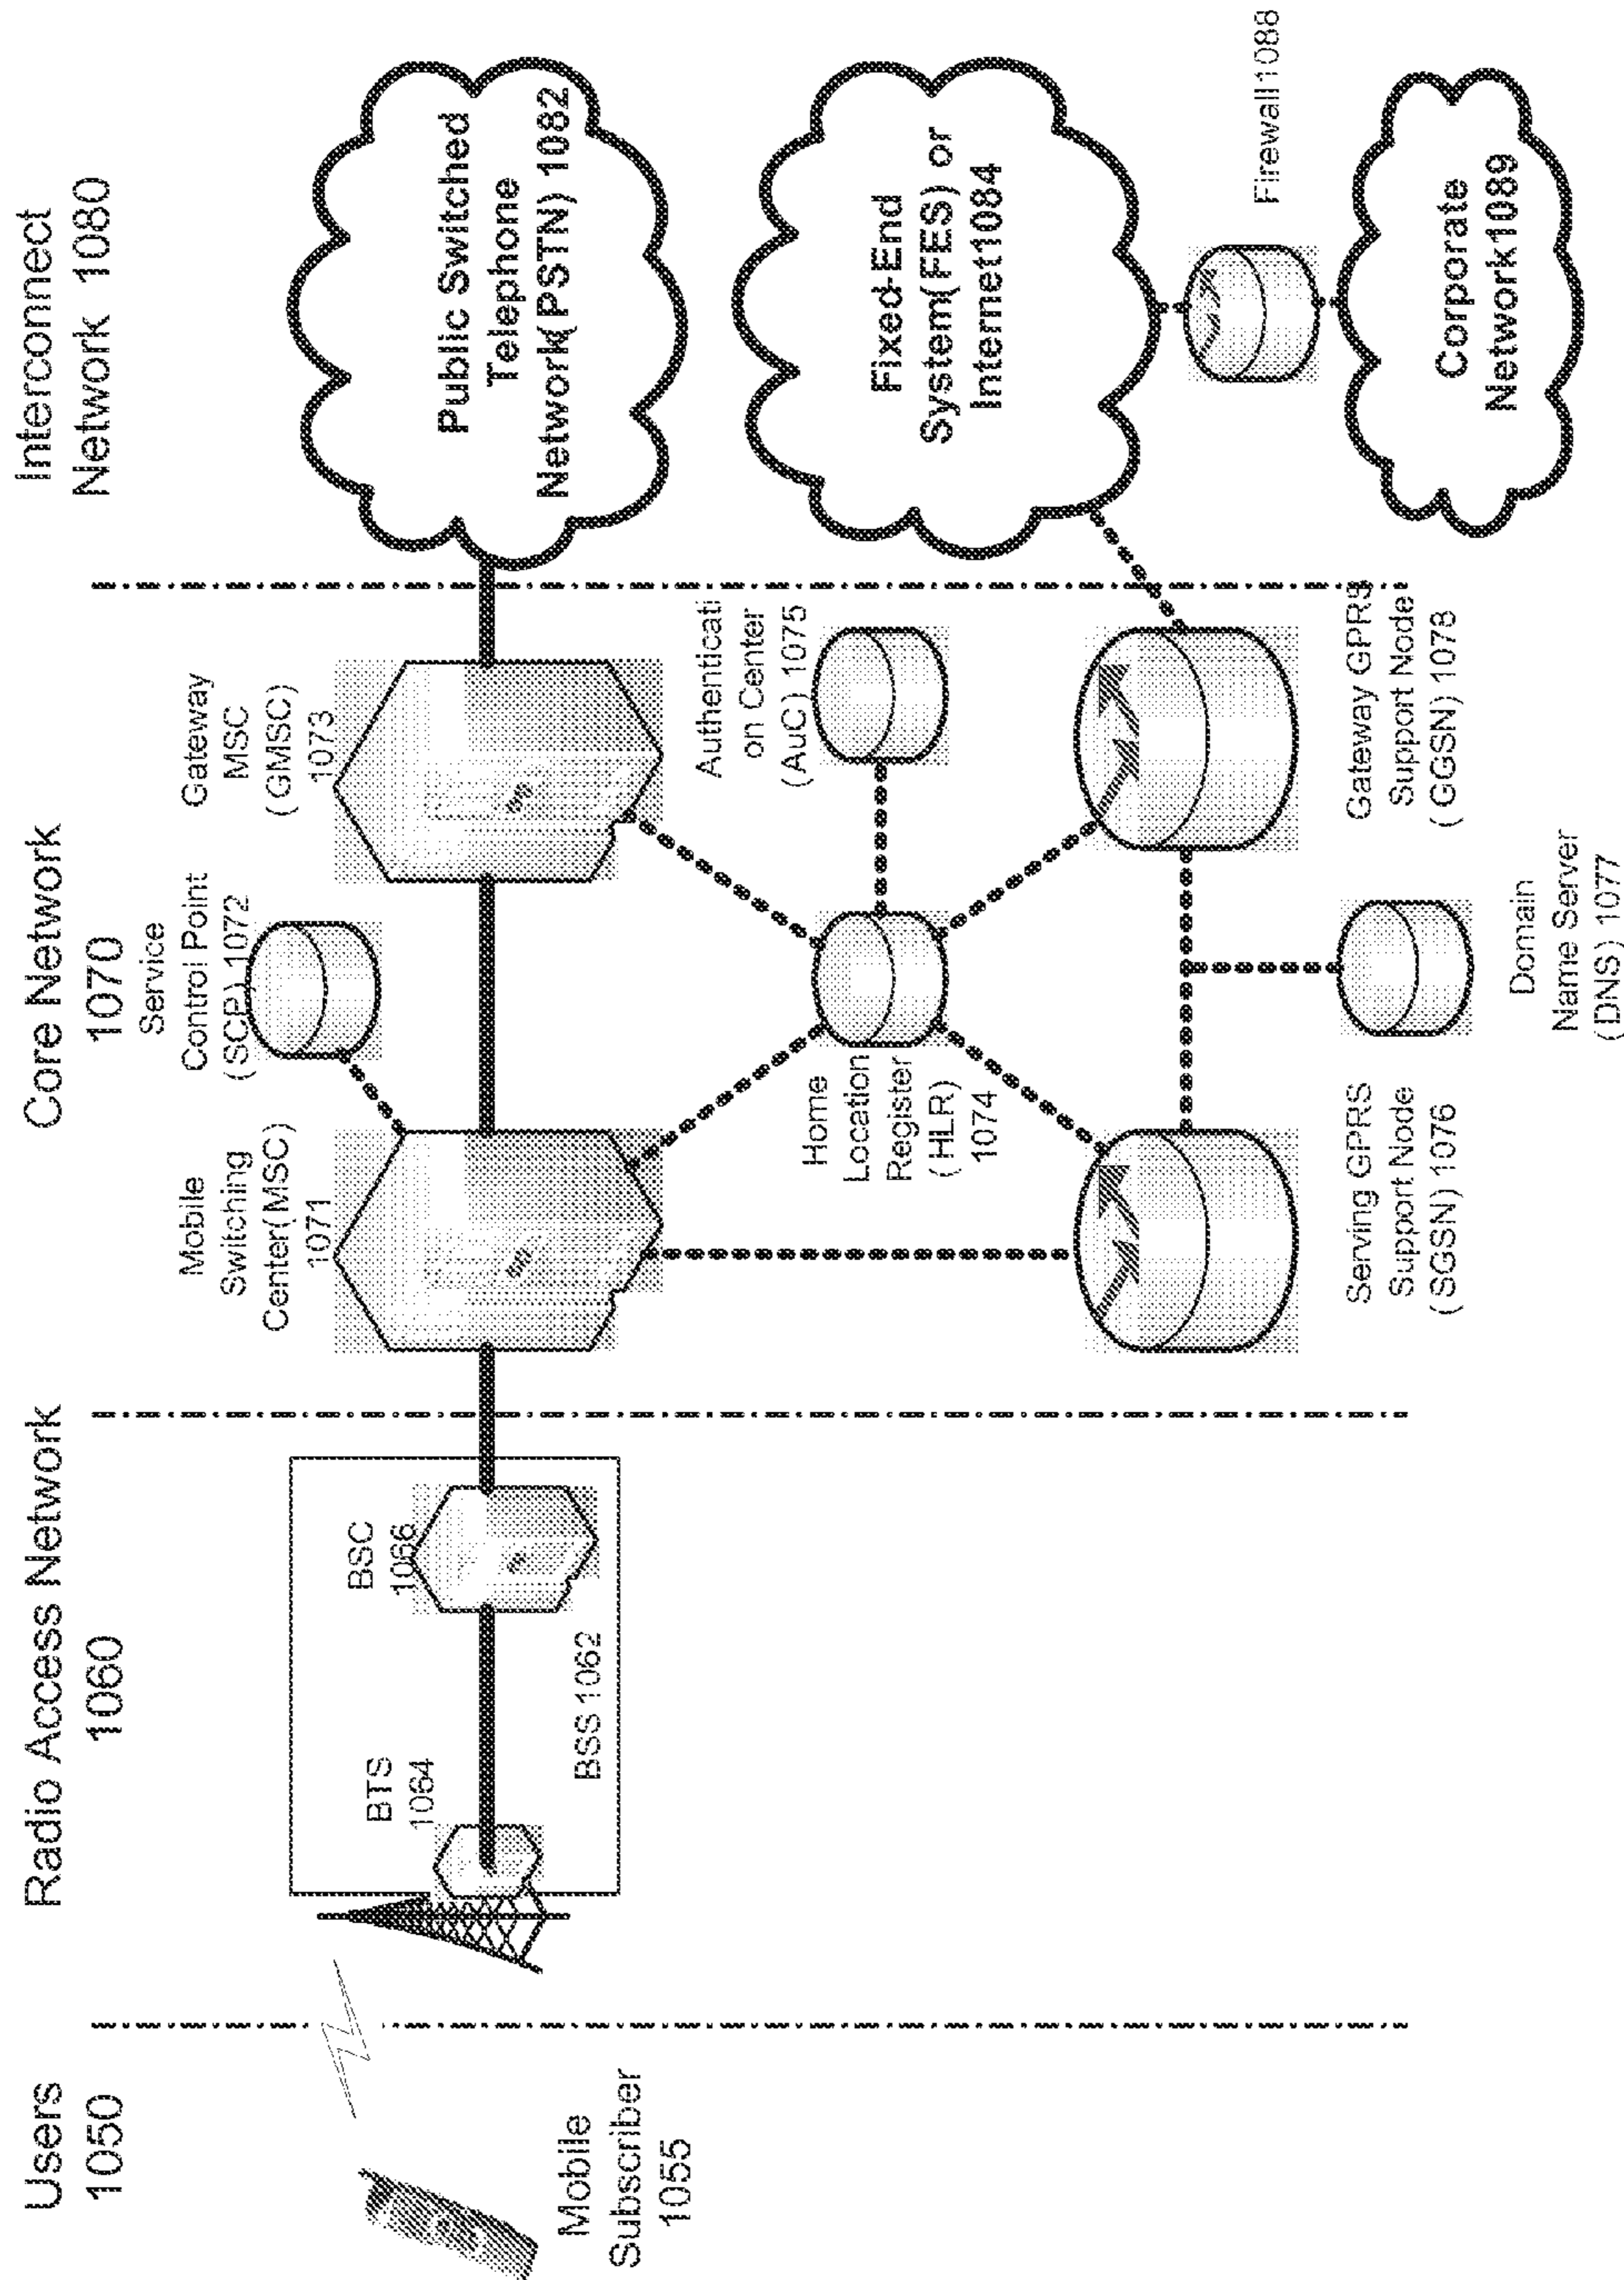 Users
1050
Radio Access Network
1060
Core Network
1070
Interconnect
Network 1080
Mobile
Subscriber
1055
BTS
1064
BSC
1066
BSS 1062
Mobile
Switching
Center(MSC)
1071
Service
Control Point
(SCP) 1072
Gateway
MSC
(GMSC)
1073
Home
Location
Register
(HLR)
1074
Authenticati
on Center
(AuC) 1075
Serving GPRS
Support Node
(SGSN) 1076
Domain
Name Server
(DNS) 1077
Gateway GPRS
Support Node
(GGSN) 1078
Public Switched
Telephone
Network(PSTN) 1082
Fixed-End
System(FES) or
Internet1084
Firewall1088
Corporate
Network1089